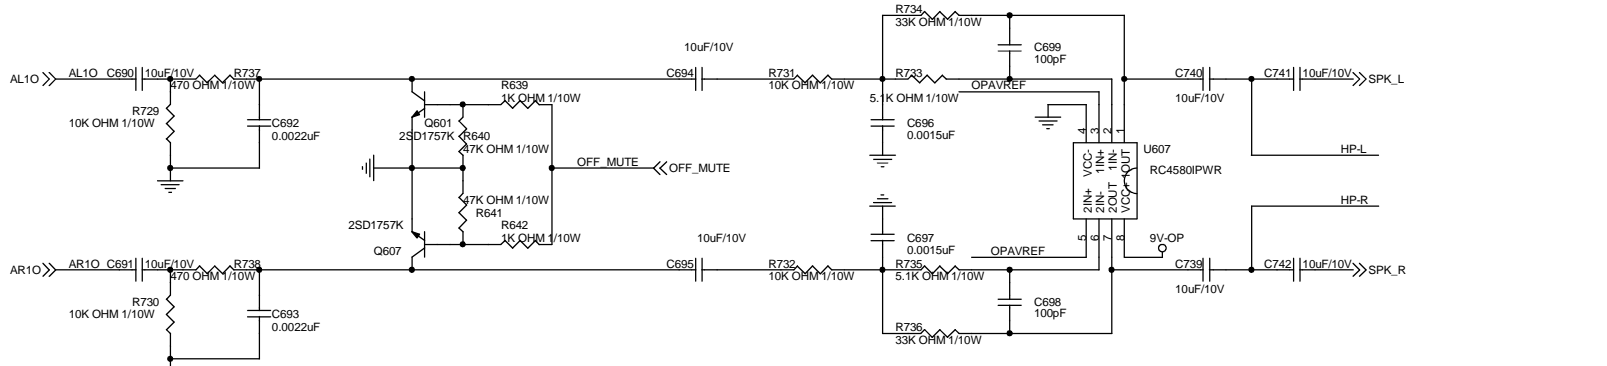 R734
33K OHM 1/10W
10uF/10V
C699
100pF
AL1O
AL1O
C690
10uF/10V
R737
470 OHM 1/10W
C694
R731
10K OHM 1/10W
R733
5.1K OHM 1/10W
OPAVREF
C740
10uF/10V
C741
10uF/10V
SPK_L
R729
10K OHM 1/10W
C692
0.0022uF
R639
1K OHM 1/10W
Q601
2SD1757K
R640
47K OHM 1/10W
C696
0.0015uF
4
3
2
1
VCC-
1IN+
1IN-
1OUT
U607
RC4580IPWR
HP-L
OFF_MUTE
OFF_MUTE
47K OHM 1/10W
R641
2IN+
2IN-
2OUT
VCC+
5
6
7
8
HP-R
2SD1757K
Q607
R642
1K OHM 1/10W
10uF/10V
C697
0.0015uF
OPAVREF
9V-OP
AR1O
AR1O
C691
10uF/10V
R738
470 OHM 1/10W
C695
R732
10K OHM 1/10W
R735
5.1K OHM 1/10W
C739
10uF/10V
C742
10uF/10V
SPK_R
R730
10K OHM 1/10W
C693
0.0022uF
C698
100pF
R736
33K OHM 1/10W